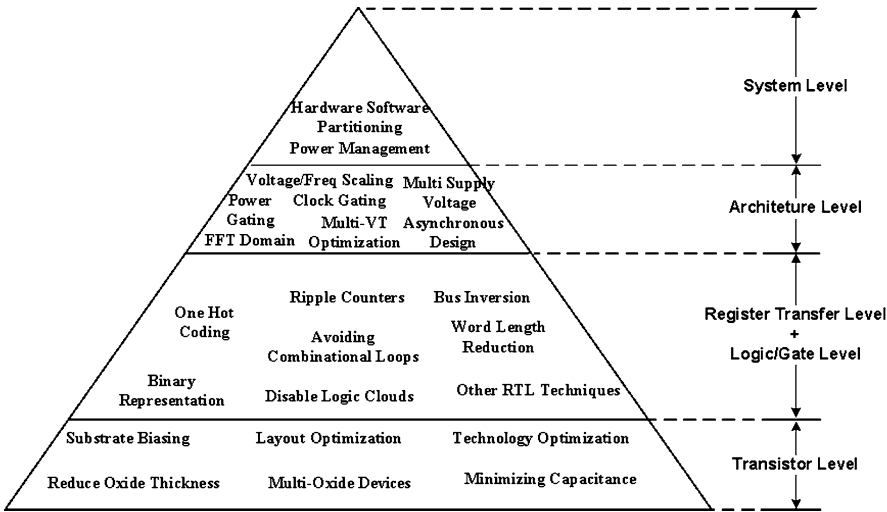 Hardware Software
Partitioning
Power Management
System Level
Voltage/Freq Scaling
Multi Supply
Voltage
Power
Gating
Clock Gating
Multi-VT
Optimization
Asynchronous
Design
FFT Domain
Architeture Level
One Hot
Coding
Ripple Counters
Bus Inversion
Avoiding
Combinational Loops
Word Length
Reduction
Binary
Representation
Disable Logic Clouds
Other RTL Techniques
Register Transfer Level
+
Logic/Gate Level
Substrate Biasing
Layout Optimization
Technology Optimization
Reduce Oxide Thickness
Multi-Oxide Devices
Minimizing Capacitance
Transistor Level